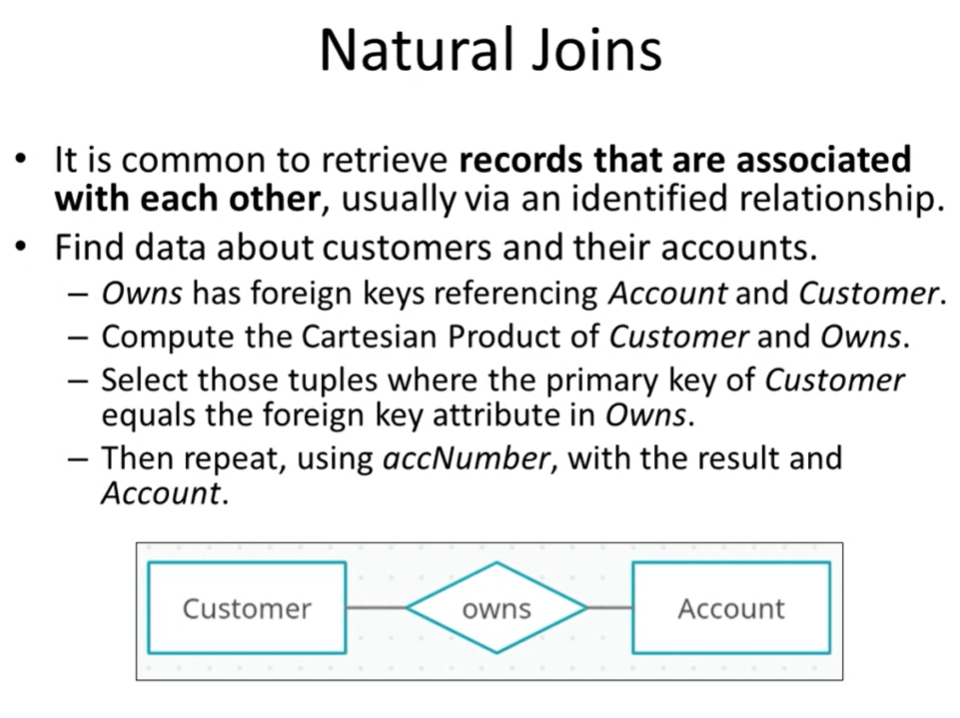 Natural Joins
• It is common to retrieve records that are associated
with each other, usually via an identified relationship.
• Find data about customers and their accounts.
– Owns has foreign keys referencing Account and Customer.
– Compute the Cartesian Product of Customer and Owns.
– Select those tuples where the primary key of Customer
equals the foreign key attribute in Owns.
– Then repeat, using accNumber, with the result and
Account.
Customer owns Account